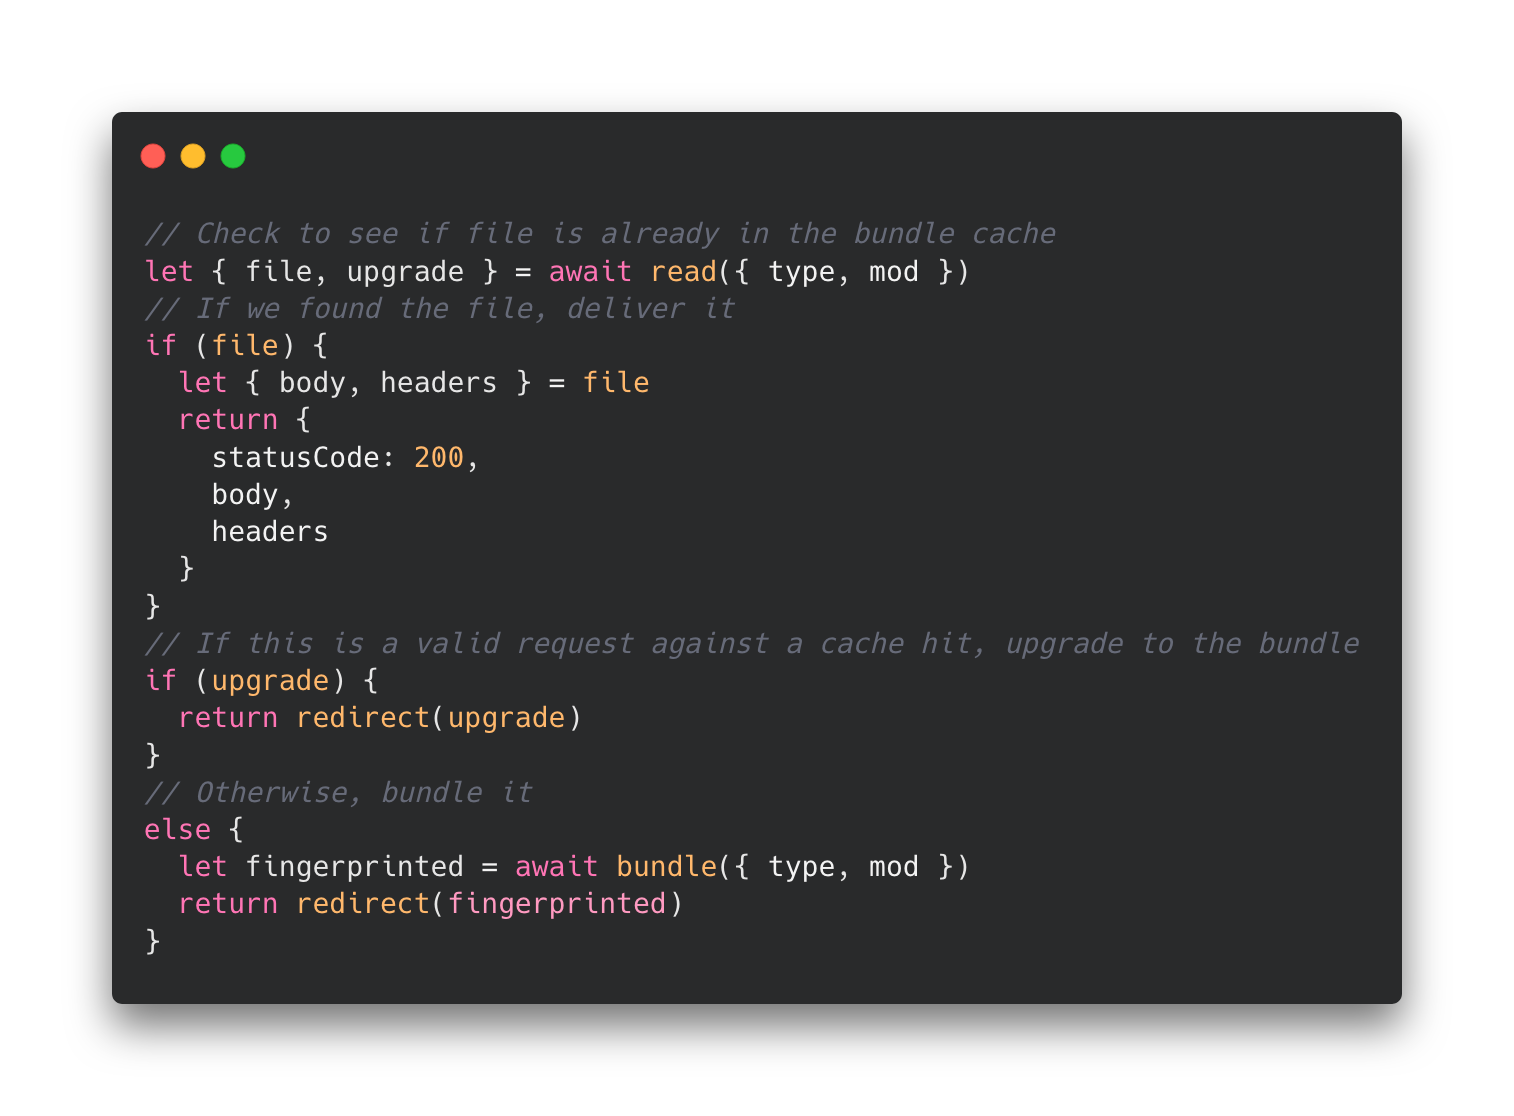 // Check to see if file is already in the bundle cache
let { file, upgrade } = await read({ type, mod })
// If we found the file, deliver it
if (file) {
  let { body, headers } = file
  return {
    statusCode: 200,
    body,
    headers
  }
}
// If this is a valid request against a cache hit, upgrade to the bundle
if (upgrade) {
  return redirect(upgrade)
}
// Otherwise, bundle it
else {
  let fingerprinted = await bundle({ type, mod })
  return redirect(fingerprinted)
}